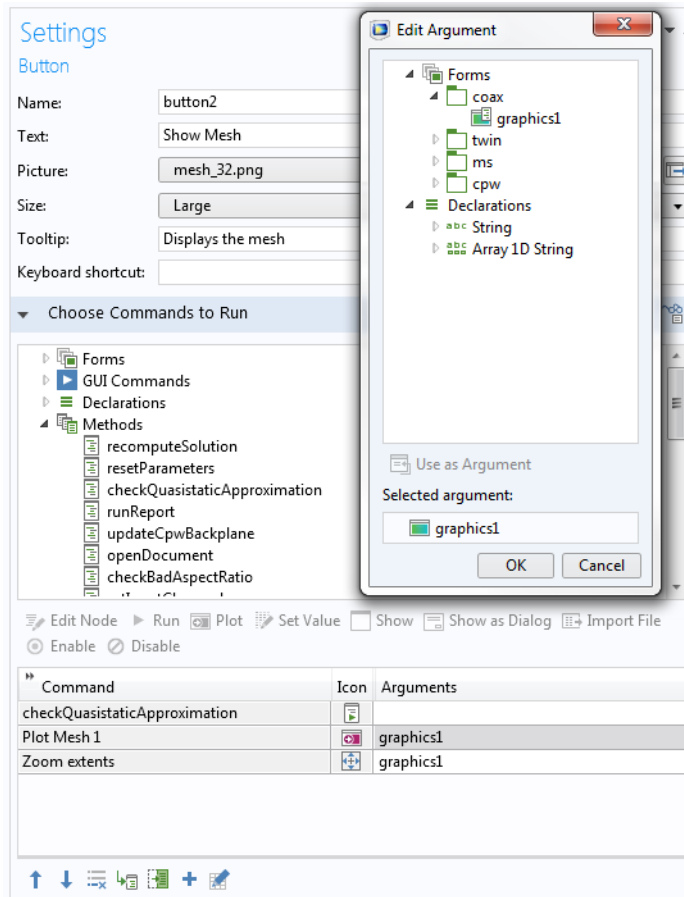 Settings
Button
Name:
button2
Text:
Show Mesh
Picture:
mesh_32.png
Size:
Large
Tooltip:
Displays the mesh
Keyboard shortcut:
Choose Commands to Run
Forms
GUI Commands
Declarations
Methods
recomputeSolution
resetParameters
checkQuasistaticApproximation
runReport
updateCpwBackplane
openDocument
checkBadAspectRatio
Edit Node Run Plot Set Value Show Show as Dialog Import File
Enable Disable
Command Icon Arguments
checkQuasistaticApproximation
Plot Mesh 1 graphics1
Zoom extents graphics1
Edit Argument
Forms
coax
graphics1
twin
ms
cpw
Declarations
abc String
abc Array 1D String
Use as Argument
Selected argument:
graphics1
OK Cancel